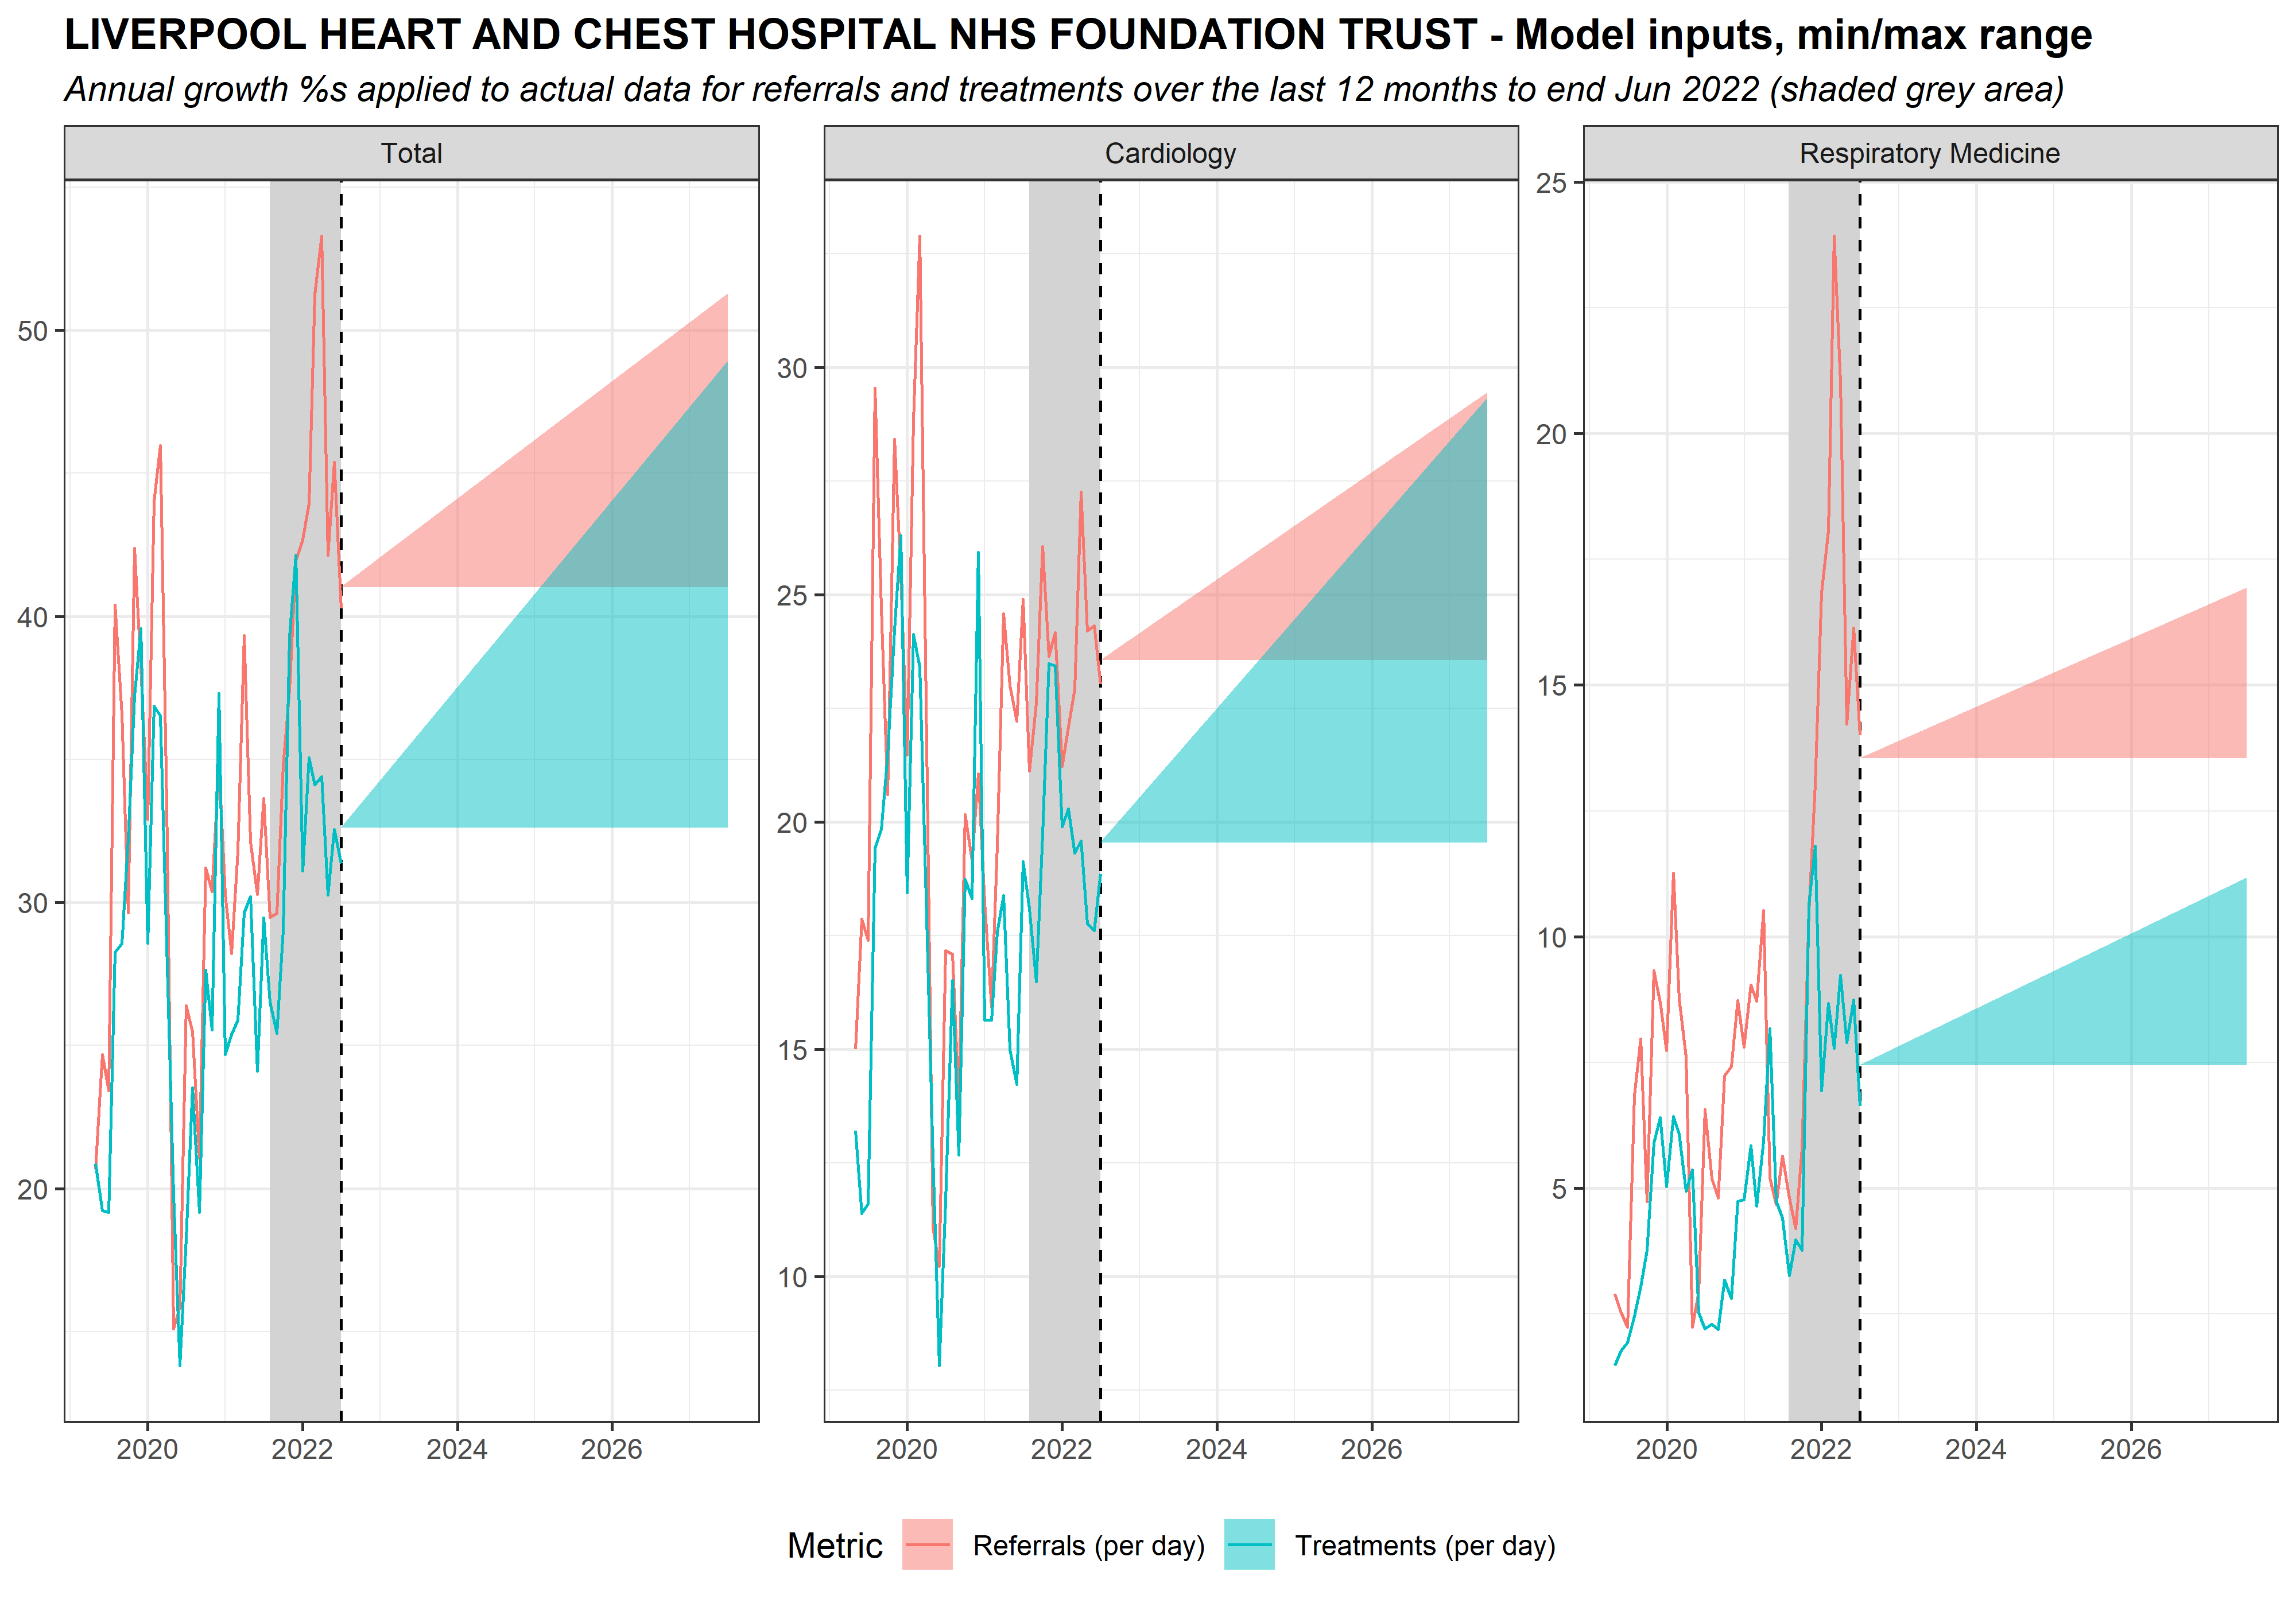 LIVERPOOL HEART AND CHEST HOSPITAL NHS FOUNDATION TRUST - Model inputs, min/max range
Annual growth %s applied to actual data for referrals and treatments over the last 12 months to end Jun 2022 (shaded grey area)
Total
50
40
30
20
2020 2022 2024 2026
Cardiology
30
25
20
15
10
2020 2022 2024 2026
Respiratory Medicine
25
20
15
10
5
2020 2022 2024 2026
Metric Referrals (per day) Treatments (per day)